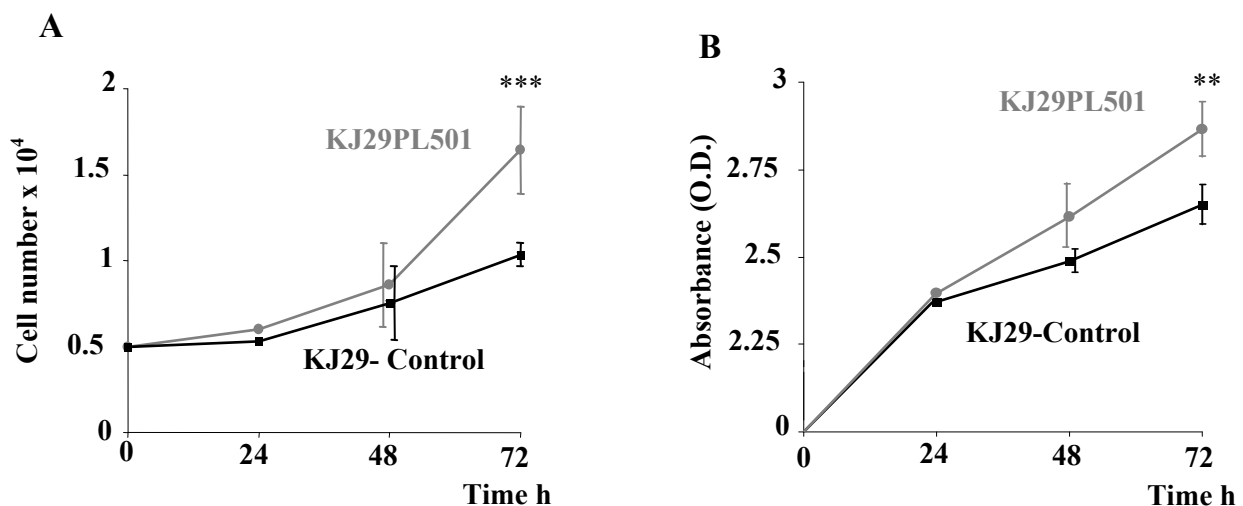 A
2
***
KJ29PL501
1.5
Cell number x 10⁴
1
0.5
KJ29- Control
0
0 24 48 72
Time h
B
3
**
KJ29PL501
2.75
Absorbance (O.D.)
2.5
2.25
KJ29-Control
0
0 24 48 72
Time h